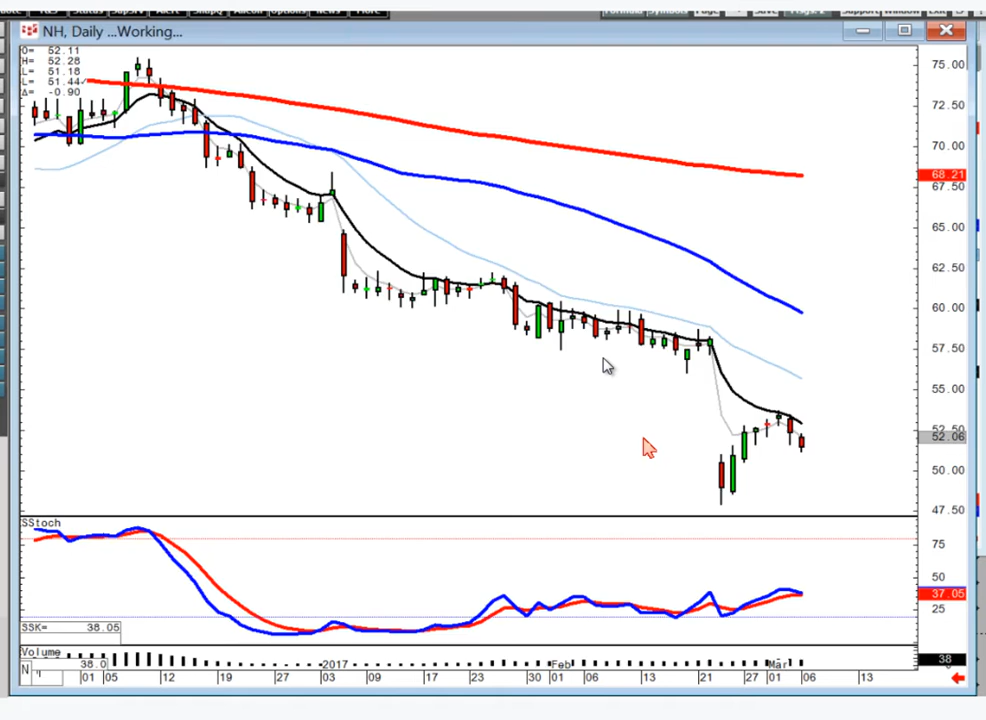 NH, Daily ...Working...
O= 52.11
H= 52.28
L= 51.18
L= 51.44
Δ= -0.90
75.00
72.50
70.00
68.21
67.50
65.00
62.50
60.00
57.50
55.00
52.50
52.06
50.00
47.50
SStoch
75
50
37.05
25
SSK= 38.05
Volume
38.0
38
N
01 05 12 19 27 03 09 17 23 30 01 06 13 21 27 01 06 13
2017 Feb Mar